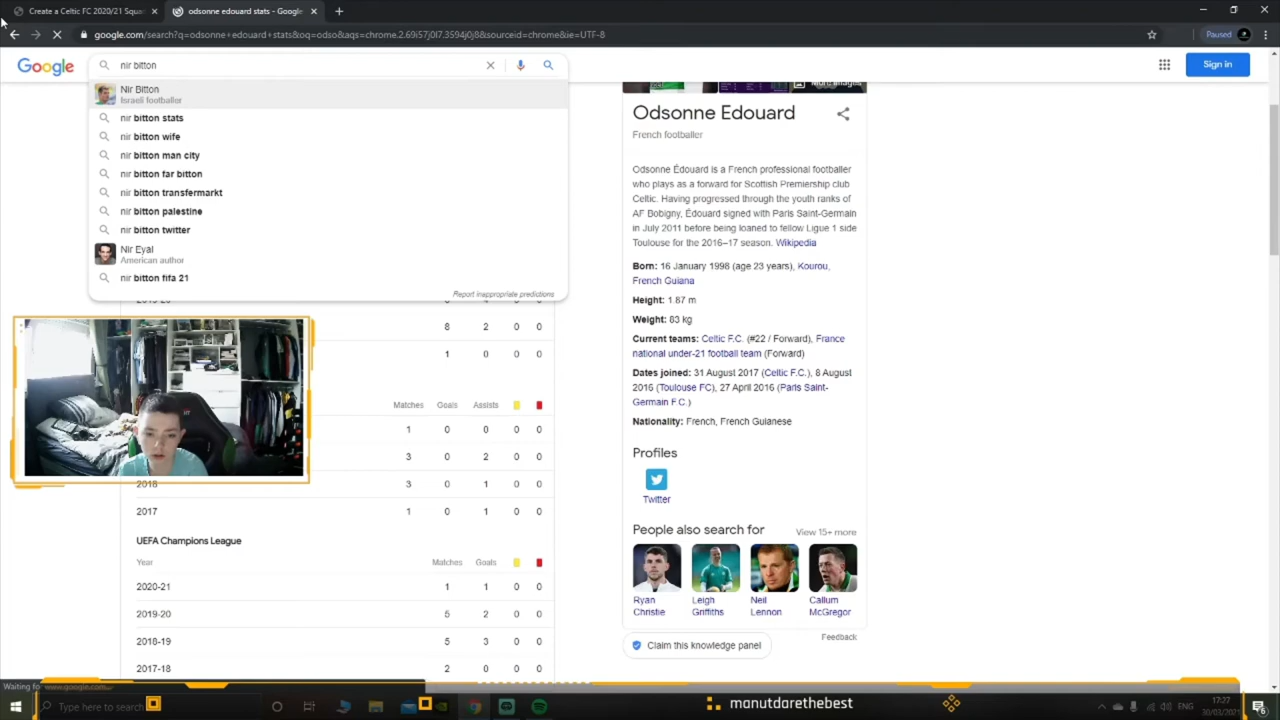 Create a Celtic FC 2020/21 Squa
odsonne edouard stats - Google
google.com/search?q=odsonne+edouard+stats&oq=odso&aqs=chrome.2.69i57j0l7.3594j0j8&sourceid=chrome&ie=UTF-8
Paused
Google
nir bitton
Sign in
Nir Bitton
Israeli footballer
nir bitton stats
nir bitton wife
nir bitton man city
nir bitton far bitton
nir bitton transfermarkt
nir bitton palestine
nir bitton twitter
Nir Eyal
American author
nir bitton fifa 21
Report inappropriate predictions
8 2 0 0
1 0 0 0
Matches Goals Assists
1 0 0 0 0
3 0 2 0 0
2018 3 0 1 0 0
2017 1 0 1 0 0
UEFA Champions League
Year Matches Goals
2020-21 1 1 0 0
2019-20 5 2 0 0
2018-19 5 3 0 0
2017-18 2 0 0 0
More images
Odsonne Edouard
French footballer
Odsonne Édouard is a French professional footballer
who plays as a forward for Scottish Premiership club
Celtic. Having progressed through the youth ranks of
AF Bobigny, Édouard signed with Paris Saint-Germain
in July 2011 before being loaned to fellow Ligue 1 side
Toulouse for the 2016–17 season. Wikipedia
Born: 16 January 1998 (age 23 years), Kourou,
French Guiana
Height: 1.87 m
Weight: 83 kg
Current teams: Celtic F.C. (#22 / Forward), France
national under-21 football team (Forward)
Dates joined: 31 August 2017 (Celtic F.C.), 8 August
2016 (Toulouse FC), 27 April 2016 (Paris Saint-
Germain F.C.)
Nationality: French, French Guianese
Profiles
Twitter
People also search for
View 15+ more
Ryan Christie
Leigh Griffiths
Neil Lennon
Callum McGregor
Claim this knowledge panel
Feedback
Waiting for www.google.com...
Type here to search
manutdarethebest
ENG
17:27
30/03/2021
6